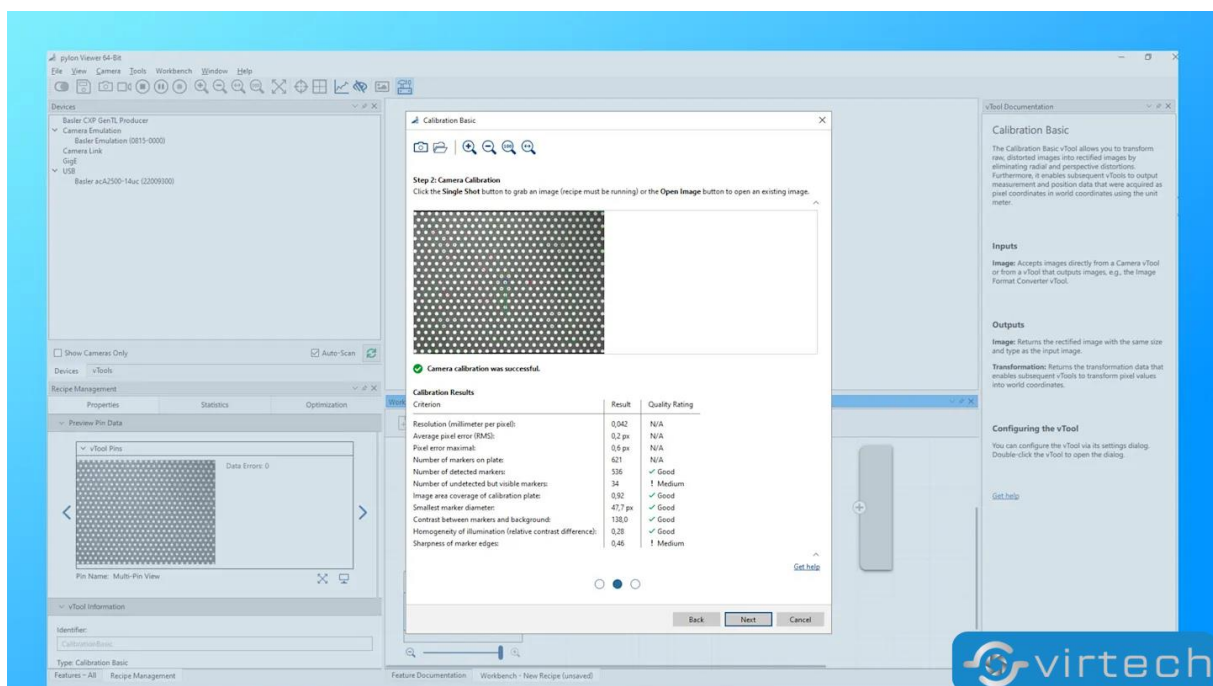 pylon Viewer 64-Bit
File View Camera Tools Workbench Window Help
Devices
Basler CXP GenTL Producer
Camera Emulation
Basler Emulation (0815-0000)
Camera Link
GigE
USB
Basler acA2500-14uc (22009300)
Show Cameras Only
Auto-Scan
Devices vTools
Recipe Management
Properties Statistics Optimization
Preview Pin Data
vTool Pins
Data Errors: 0
Pin Name: Multi-Pin View
vTool Information
Identifier:
CalibrationBasic
Type: Calibration Basic
Features - All Recipe Management
Calibration Basic
Step 2: Camera Calibration
Click the Single Shot button to grab an image (recipe must be running) or the Open Image button to open an existing image.
Camera calibration was successful.
Calibration Results
Criterion Result Quality Rating
Resolution (millimeter per pixel): 0,042 N/A
Average pixel error (RMS): 0,2 px N/A
Pixel error maximal: 0,6 px N/A
Number of markers on plate: 621 N/A
Number of detected markers: 536 ✓ Good
Number of undetected but visible markers: 34 ! Medium
Image area coverage of calibration plate: 0,92 ✓ Good
Smallest marker diameter: 47,7 px ✓ Good
Contrast between markers and background: 138,0 ✓ Good
Homogeneity of illumination (relative contrast difference): 0,28 ✓ Good
Sharpness of marker edges: 0,46 ! Medium
Get help
Back Next Cancel
Work
Feature Documentation Workbench - New Recipe (unsaved)
vTool Documentation
Calibration Basic
The Calibration Basic vTool allows you to transform
raw, distorted images into rectified images by
eliminating radial and perspective distortions.
Furthermore, it enables subsequent vTools to output
measurement and position data that were acquired as
pixel coordinates in world coordinates using the unit
meter.
Inputs
Image: Accepts images directly from a Camera vTool
or from a vTool that outputs images, e.g., the Image
Format Converter vTool.
Outputs
Image: Returns the rectified image with the same size
and type as the input image.
Transformation: Returns the transformation data that
enables subsequent vTools to transform pixel values
into world coordinates.
Configuring the vTool
You can configure the vTool via its settings dialog.
Double-click the vTool to open the dialog.
Get help
virtech